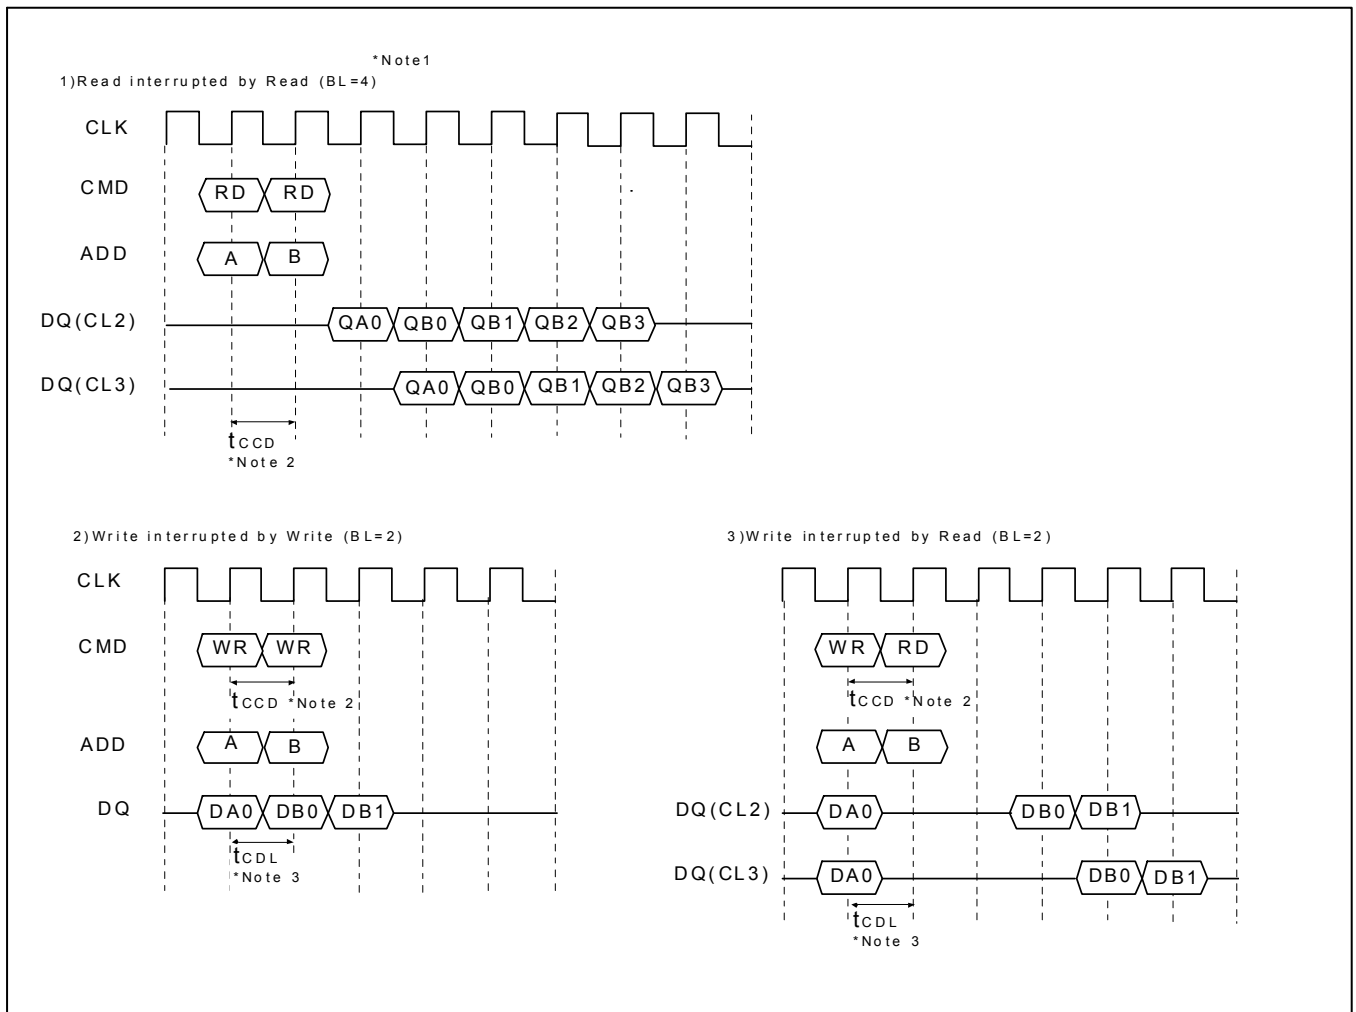 *Note1
1)Read interrupted by Read (BL=4)
CLK
CMD RD RD
ADD A B
DQ(CL2) QA0 QB0 QB1 QB2 QB3
DQ(CL3) QA0 QB0 QB1 QB2 QB3
tCCD
*Note 2
2)Write interrupted by Write (BL=2)
CLK
CMD WR WR
tCCD *Note 2
ADD A B
DQ DA0 DB0 DB1
tCDL
*Note 3
3)Write interrupted by Read (BL=2)
WR RD
tCCD *Note 2
A B
DQ(CL2) DA0 DB0 DB1
DQ(CL3) DA0 DB0 DB1
tCDL
*Note 3